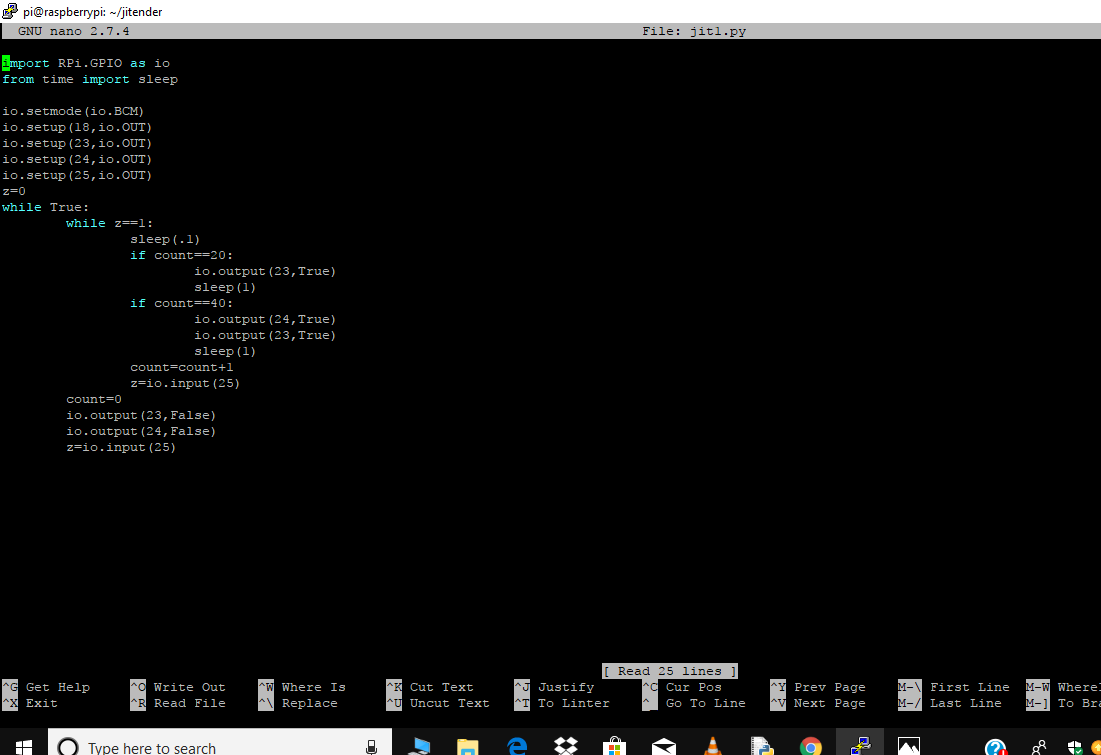 pi@raspberrypi: ~/jitender
GNU nano 2.7.4 File: jit1.py
import RPi.GPIO as io
from time import sleep
io.setmode(io.BCM)
io.setup(18,io.OUT)
io.setup(23,io.OUT)
io.setup(24,io.OUT)
io.setup(25,io.OUT)
z=0
while True:
        while z==1:
                sleep(.1)
                if count==20:
                        io.output(23,True)
                        sleep(1)
                if count==40:
                        io.output(24,True)
                        io.output(23,True)
                        sleep(1)
                count=count+1
                z=io.input(25)
        count=0
        io.output(23,False)
        io.output(24,False)
        z=io.input(25)
[ Read 25 lines ]
^G Get Help ^O Write Out ^W Where Is ^K Cut Text ^J Justify ^C Cur Pos ^Y Prev Page M-\ First Line M-W Where
^X Exit ^R Read File ^\ Replace ^U Uncut Text ^T To Linter ^_ Go To Line ^V Next Page M-/ Last Line M-] To Bra
Type here to search